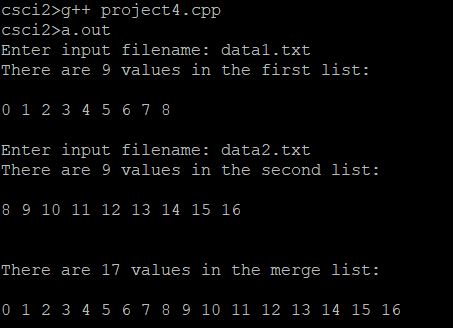 csci2>g++ project4.cpp
csci2>a.out
Enter input filename: data1.txt
There are 9 values in the first list:
0 1 2 3 4 5 6 7 8
Enter input filename: data2.txt
There are 9 values in the second list:
8 9 10 11 12 13 14 15 16
There are 17 values in the merge list:
0 1 2 3 4 5 6 7 8 9 10 11 12 13 14 15 16